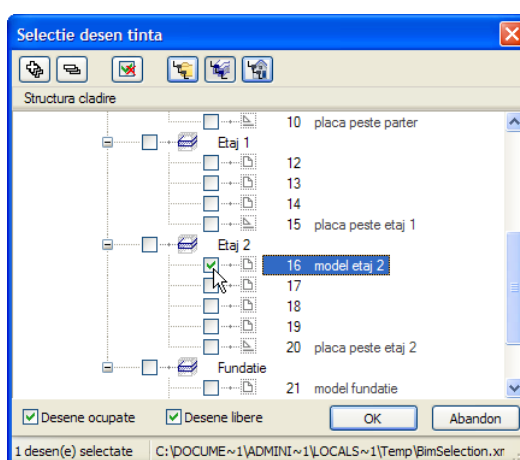 Selectie desen tinta
Structura cladire
10 placa peste parter
Etaj 1
12
13
14
15 placa peste etaj 1
Etaj 2
16 model etaj 2
17
18
19
20 placa peste etaj 2
Fundatie
21 model fundatie
Desene ocupate Desene libere OK Abandon
1 desen(e) selectate C:\DOCUME~1\ADMINI~1\LOCALS~1\Temp\BimSelection.xr